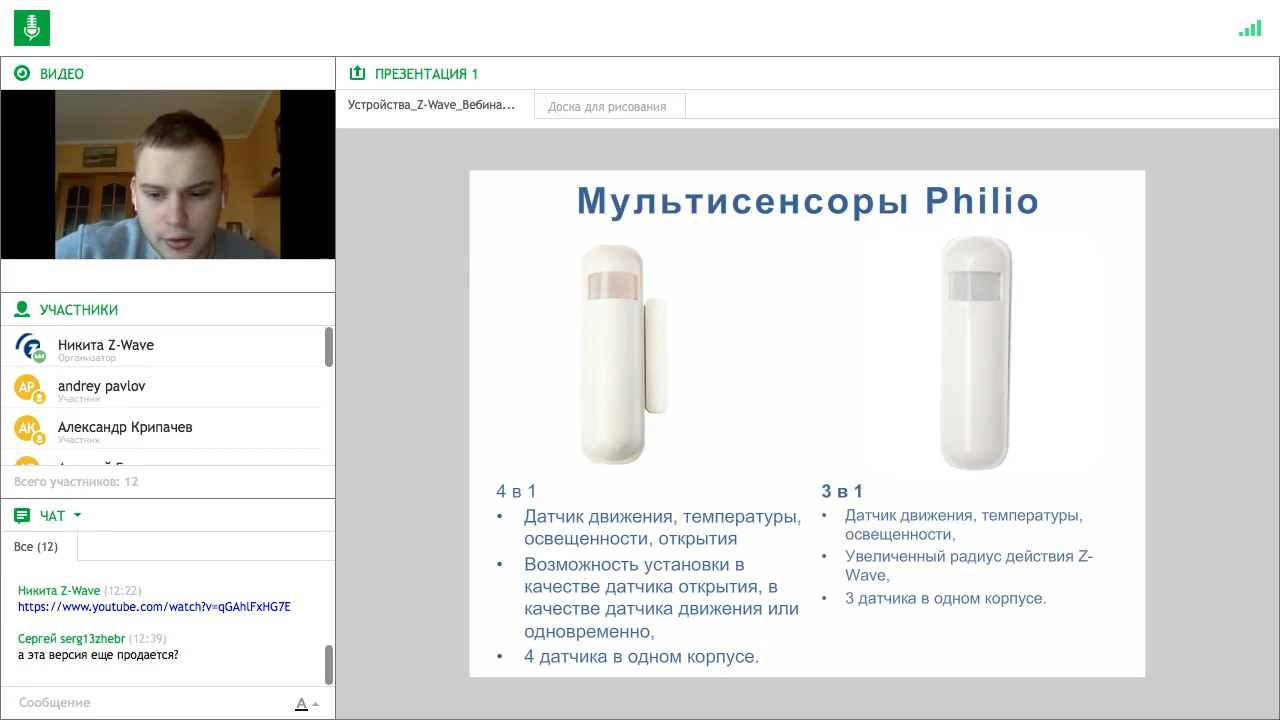 ВИДЕО
ПРЕЗЕНТАЦИЯ 1
Устройства_Z-Wave_Вебина...
Доска для рисования
УЧАСТНИКИ
Никита Z-Wave
Организатор
andrey pavlov
Участник
Александр Крипачев
Участник
Всего участников: 12
ЧАТ
Все (12)
Никита Z-Wave (12:22)
https://www.youtube.com/watch?v=qGAhlFxHG7E
Сергей serg13zhebr (12:39)
а эта версия еще продается?
Сообщение
A
Мультисенсоры Philio
4 в 1
• Датчик движения, температуры,
освещенности, открытия
• Возможность установки в
качестве датчика открытия, в
качестве датчика движения или
одновременно,
• 4 датчика в одном корпусе.
3 в 1
• Датчик движения, температуры,
освещенности,
• Увеличенный радиус действия Z-
Wave,
• 3 датчика в одном корпусе.
AP
AK